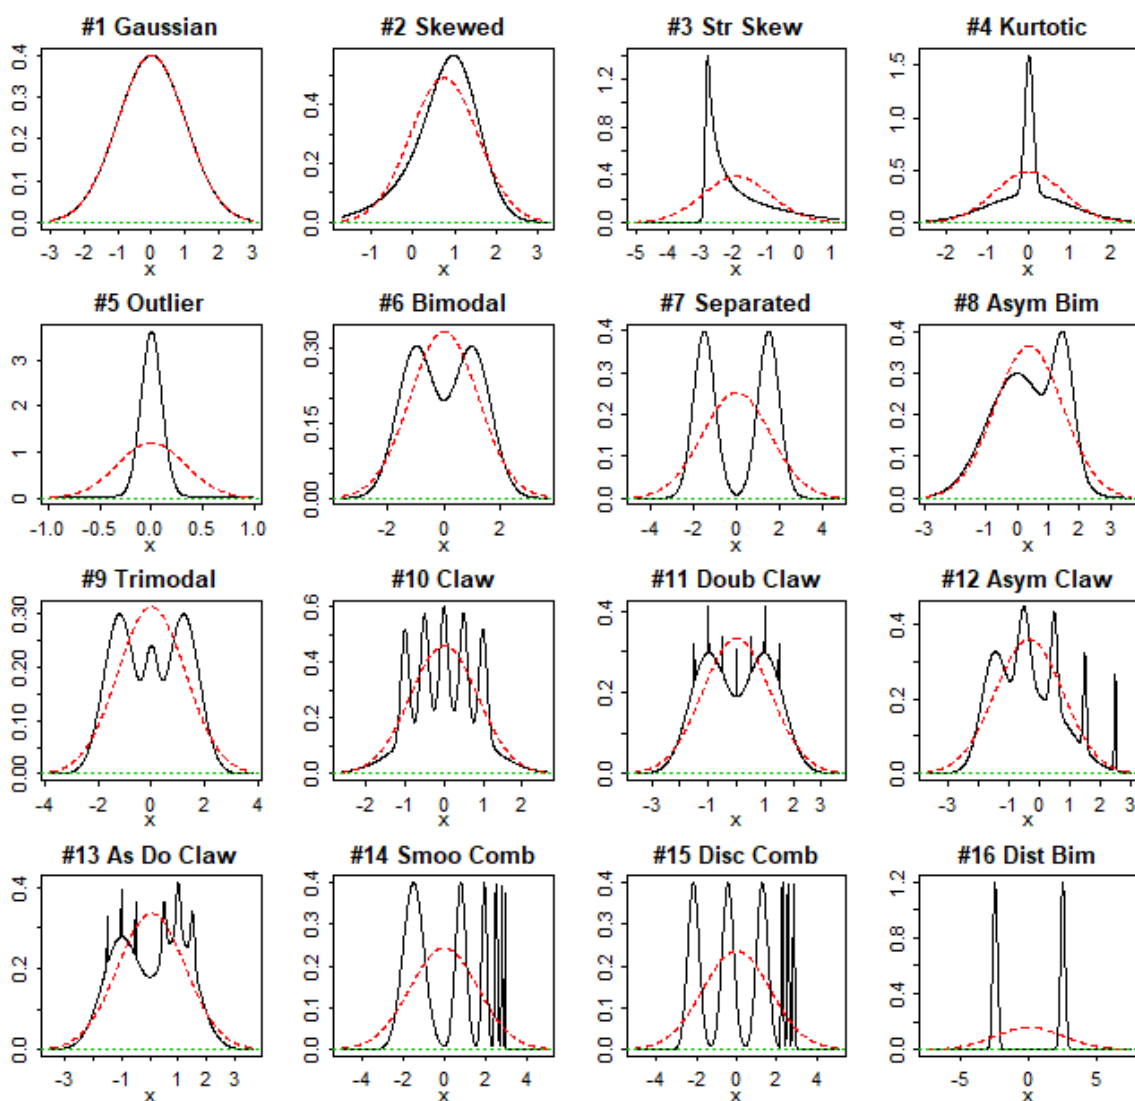 #1 Gaussian
0.0 0.1 0.2 0.3 0.4
-3 -2 -1 0 1 2 3
x
#2 Skewed
0.0 0.2 0.4
-1 0 1 2 3
x
#3 Str Skew
0.0 0.4 0.8 1.2
-5 -4 -3 -2 -1 0 1
x
#4 Kurtotic
0.0 0.5 1.0 1.5
-2 -1 0 1 2
x
#5 Outlier
0 1 2 3
-1.0 -0.5 0.0 0.5 1.0
x
#6 Bimodal
0.00 0.15 0.30
-2 0 2
x
#7 Separated
0.0 0.1 0.2 0.3 0.4
-4 -2 0 2 4
x
#8 Asym Bim
0.0 0.1 0.2 0.3 0.4
-3 -1 0 1 2 3
x
#9 Trimodal
0.00 0.10 0.20 0.30
-4 -2 0 2 4
x
#10 Claw
0.0 0.2 0.4 0.6
-2 -1 0 1 2
x
#11 Doub Claw
0.0 0.2 0.4
-3 -1 0 1 2 3
x
#12 Asym Claw
0.0 0.2 0.4
-3 -1 0 1 2 3
x
#13 As Do Claw
0.0 0.2 0.4
-3 -1 0 1 2 3
x
#14 Smoo Comb
0.0 0.1 0.2 0.3 0.4
-4 -2 0 2 4
x
#15 Disc Comb
0.0 0.1 0.2 0.3 0.4
-4 -2 0 2 4
x
#16 Dist Bim
0.0 0.4 0.8 1.2
-5 0 5
x